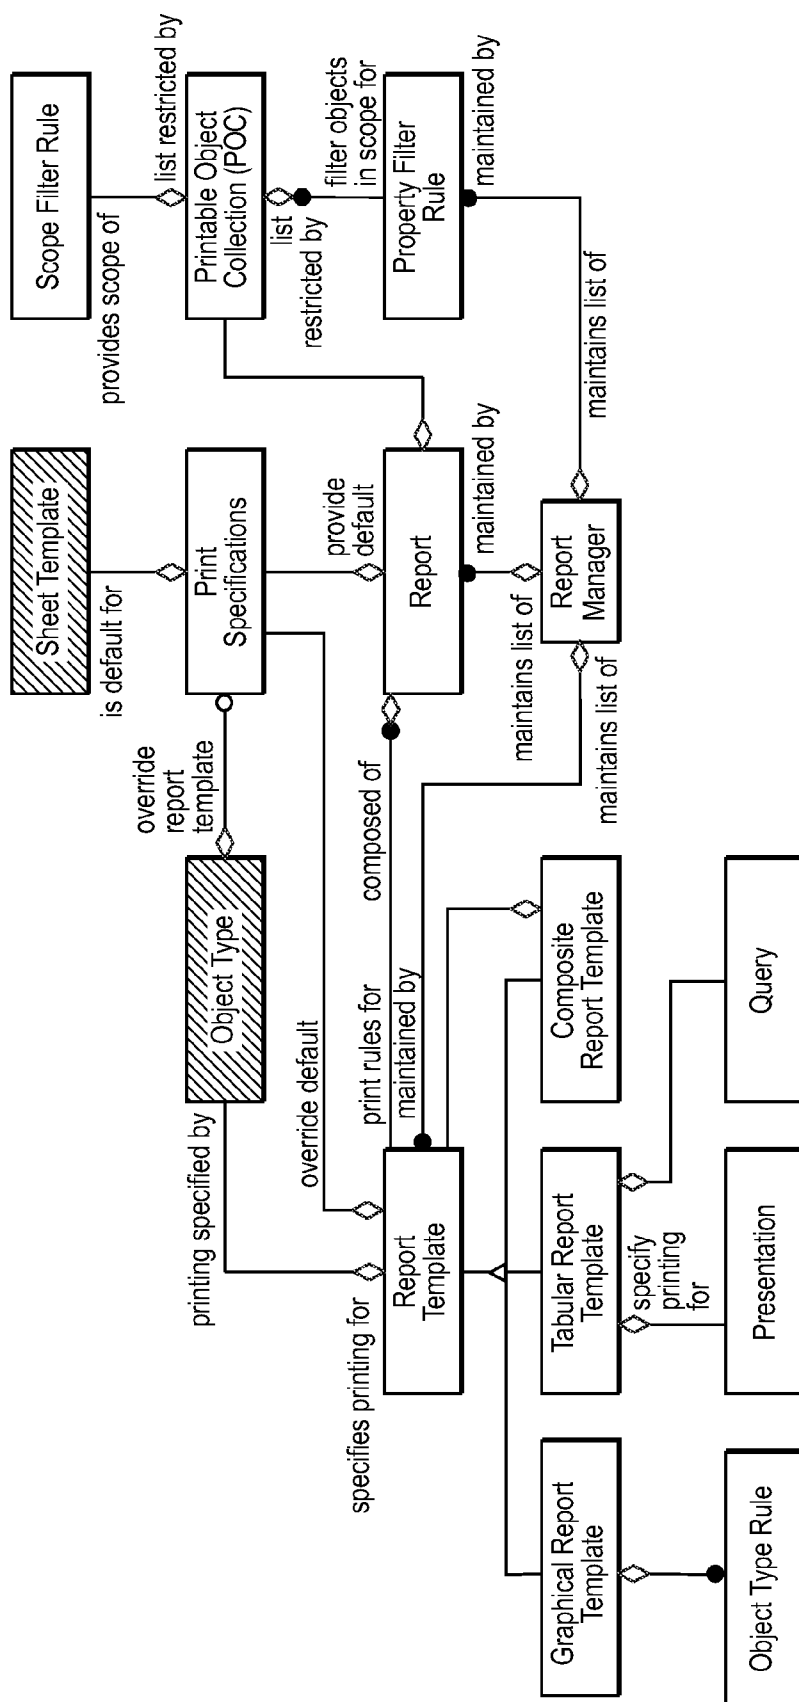 Sheet Template
Scope Filter Rule
is default for
provides scope of
list restricted by
Object Type
override
report
template
Print
Specifications
Printable Object
Collection (POC)
printing specified by
override default
provide
default
list
restricted by
filter objects
in scope for
specifies printing for
Report
Template
print rules for
maintained by
composed of
Report
Property Filter
Rule
maintained by
maintained by
maintains list of
maintains list of
maintains list of
Graphical Report
Template
Tabular Report
Template
Composite
Report Template
Report
Manager
specify
printing
for
Object Type Rule
Presentation
Query